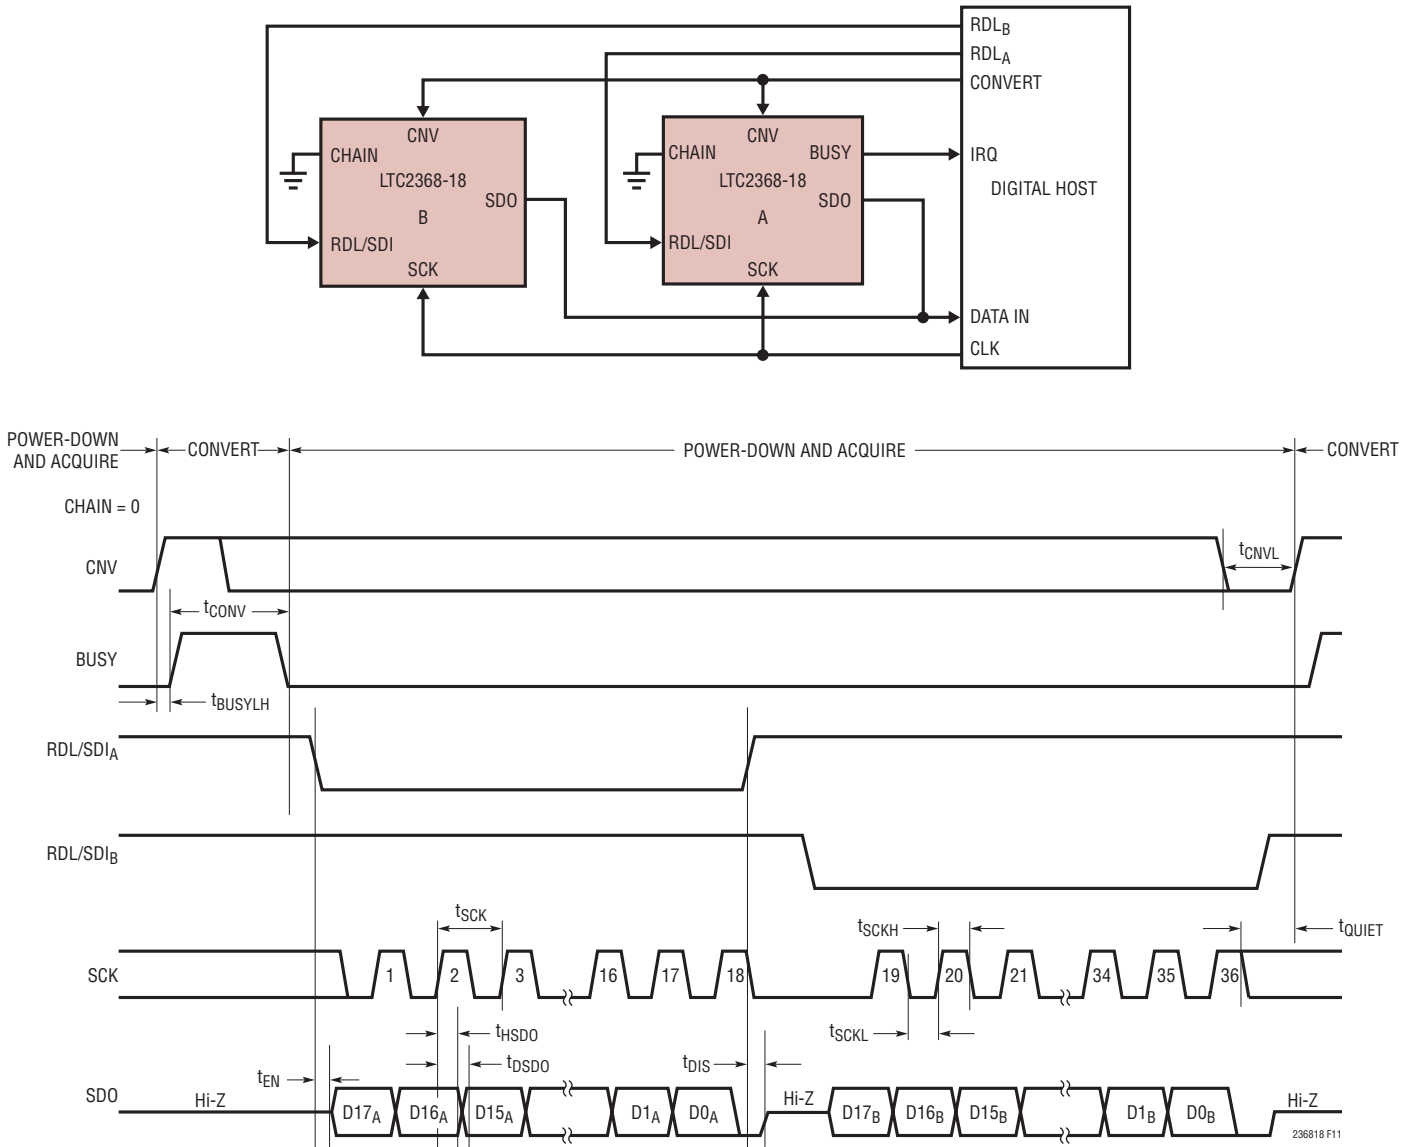 RDLB
RDLA
CONVERT
CNV
CHAIN
LTC2368-18
B
SDO
RDL/SDI
SCK
CNV
CHAIN
BUSY
LTC2368-18
SDO
A
RDL/SDI
SCK
IRQ
DIGITAL HOST
DATA IN
CLK
POWER-DOWN
AND ACQUIRE
CONVERT
POWER-DOWN AND ACQUIRE
CONVERT
CHAIN = 0
CNV
tCNVL
tCONV
BUSY
tBUSYLH
RDL/SDIA
RDL/SDIB
tSCK
tSCKH
tQUIET
SCK
1 2 3 16 17 18 19 20 21 34 35 36
tHSDO
tSCKL
tEN
tDSDO
tDIS
SDO
Hi-Z D17A D16A D15A D1A D0A Hi-Z D17B D16B D15B D1B D0B Hi-Z
236818 F11